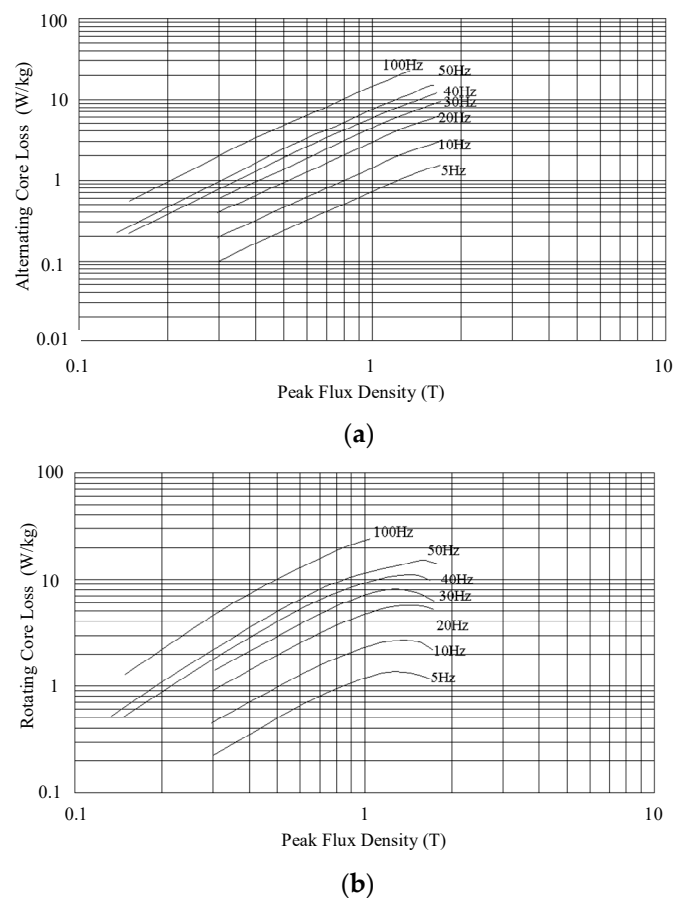 100
Alternating Core Loss (W/kg)
100Hz
50Hz
10
40Hz
30Hz
20Hz
10Hz
1
5Hz
0.1
0.01
0.1
1
10
Peak Flux Density (T)
(a)
100
Rotating Core Loss (W/kg)
100Hz
50Hz
10
40Hz
30Hz
20Hz
10Hz
1
5Hz
0.1
0.1
1
10
Peak Flux Density (T)
(b)